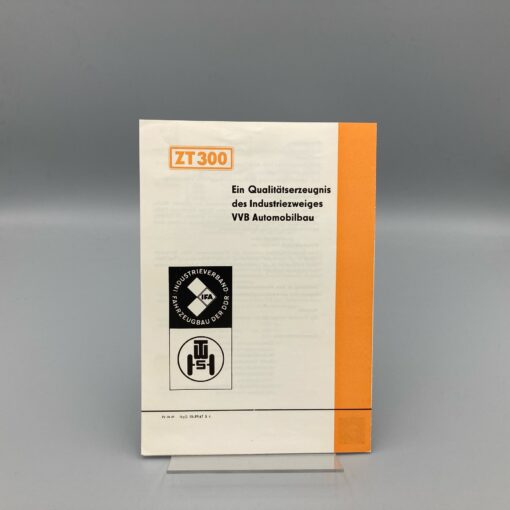 ZT 300
Ein Qualitätserzeugnis
des Industriezweiges
VVB Automobilbau
INDUSTRIEVERBAND
FAHRZEUGBAU DER DDR
IFA